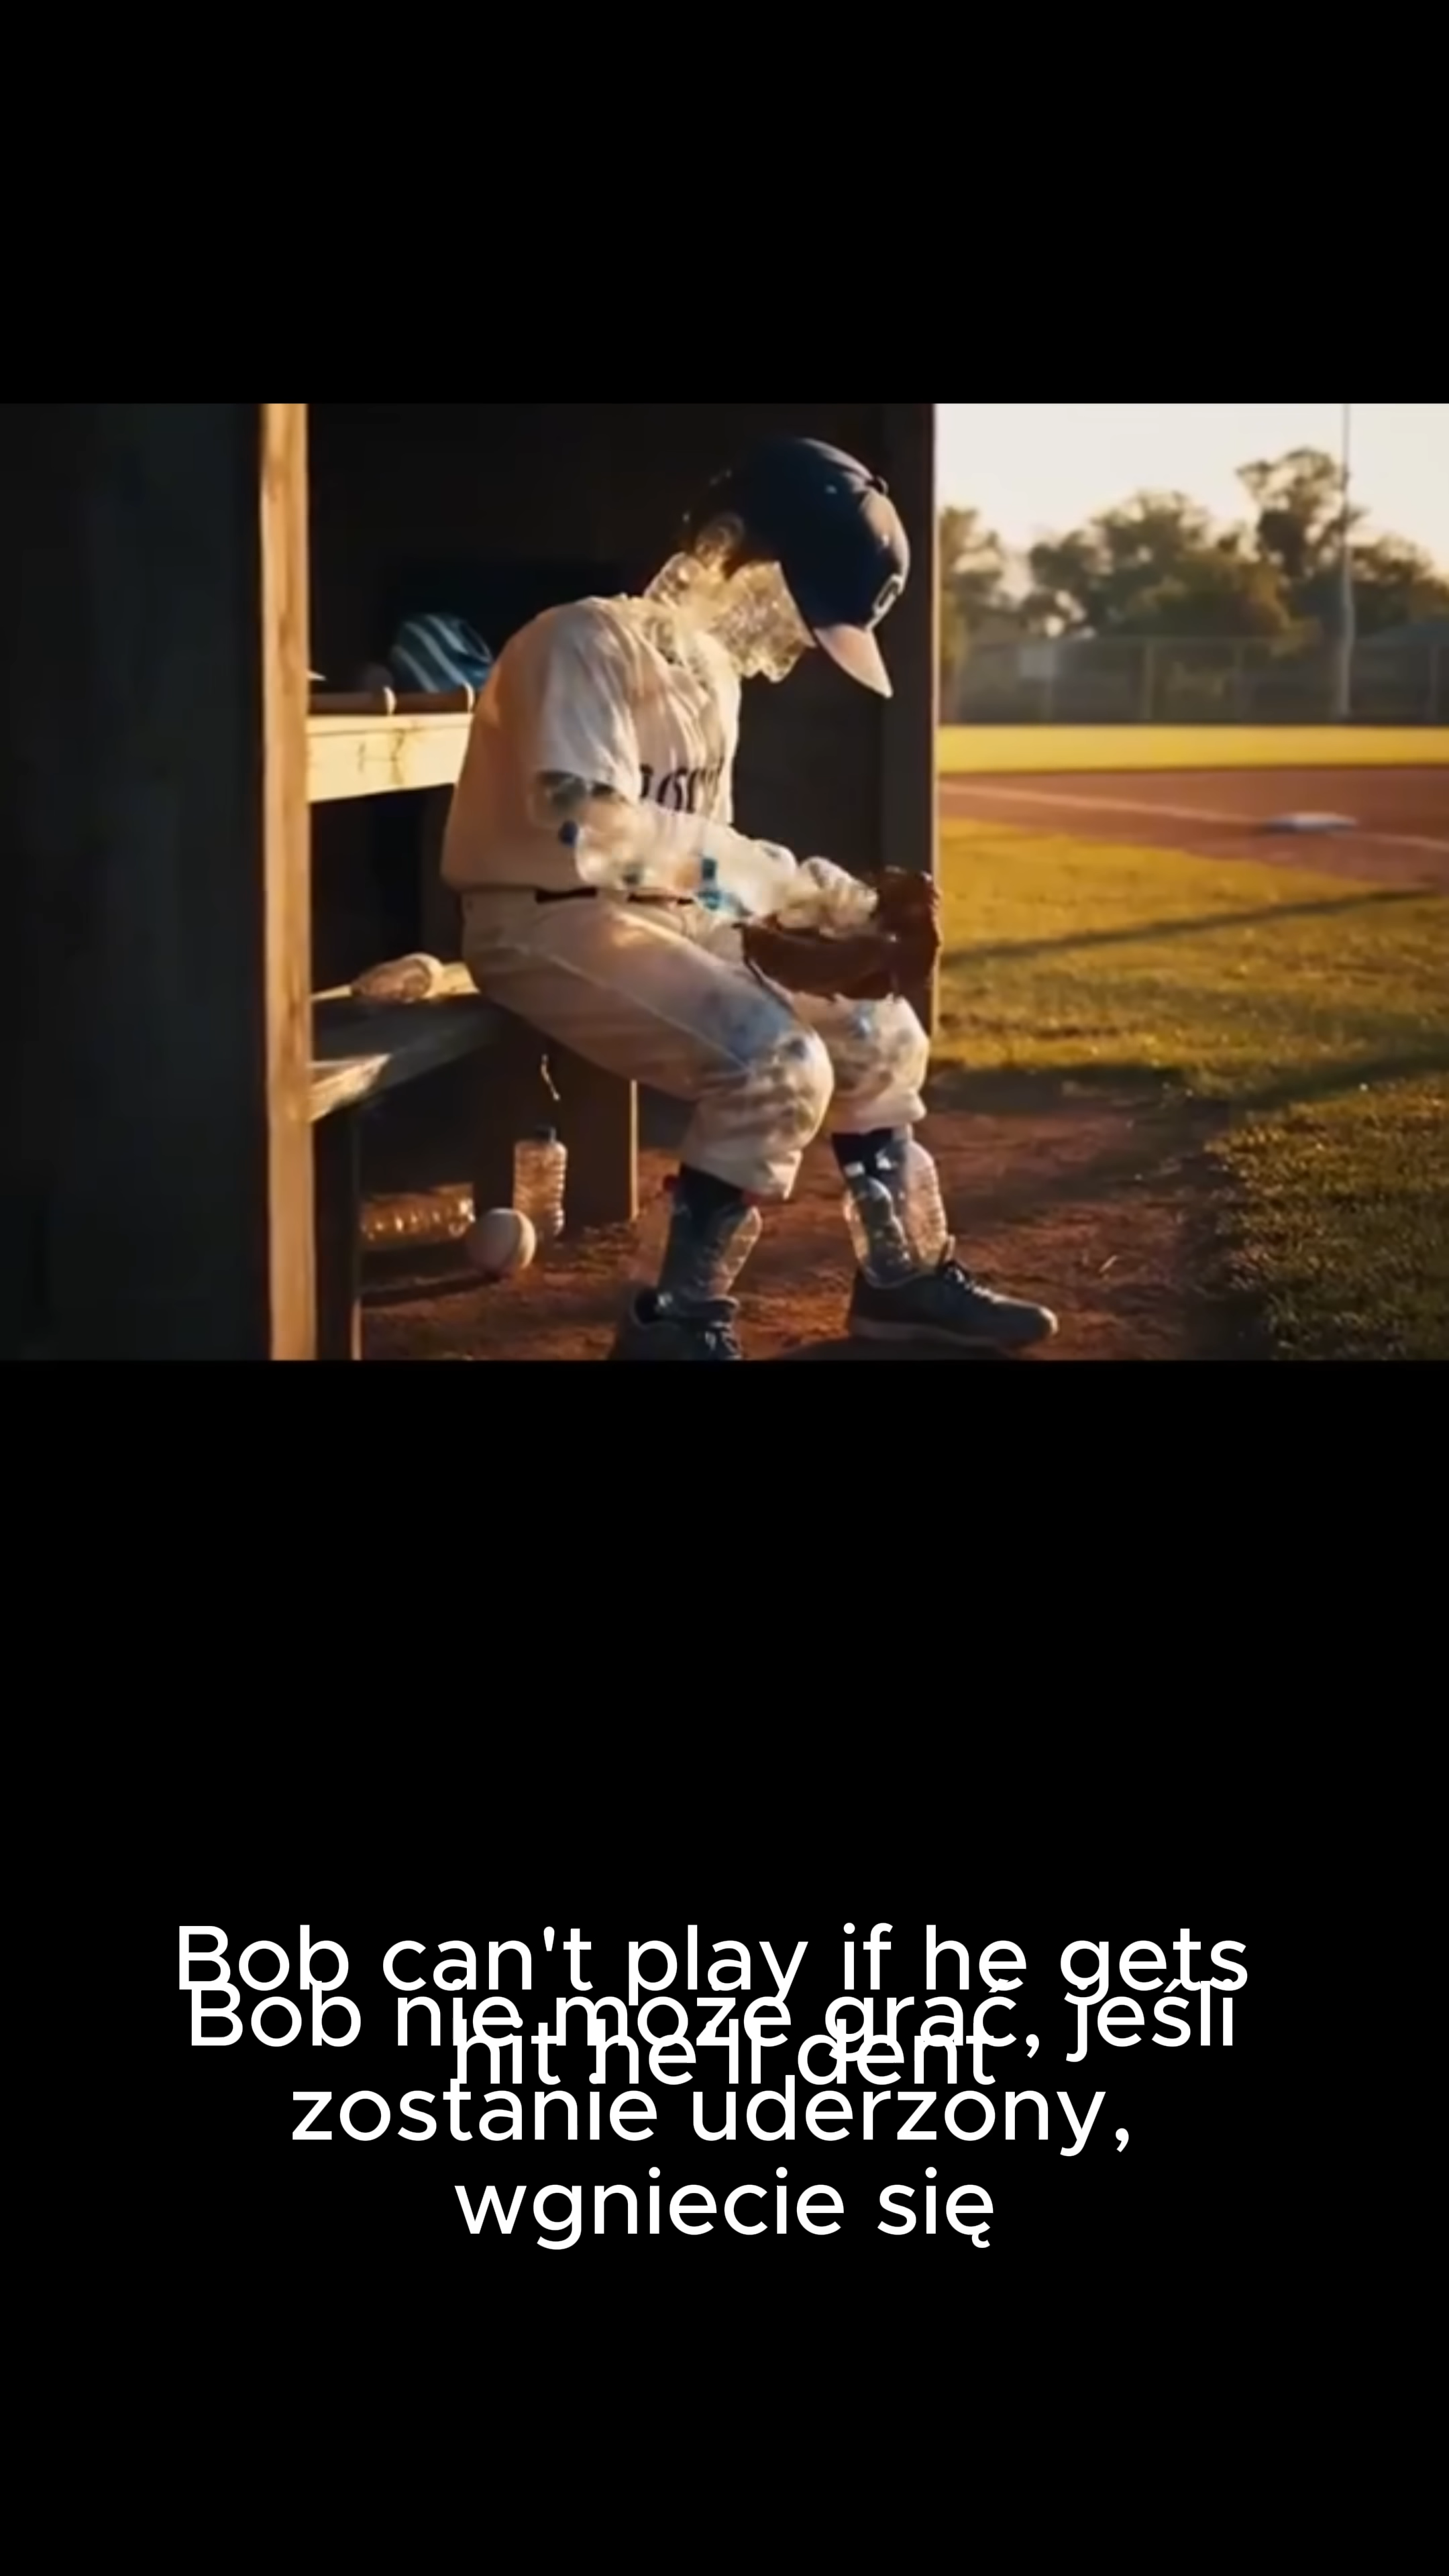 Bob can't play if he gets
hit he'll dent
Bob nie może grać, jeśli
zostanie uderzony,
wgniecie się